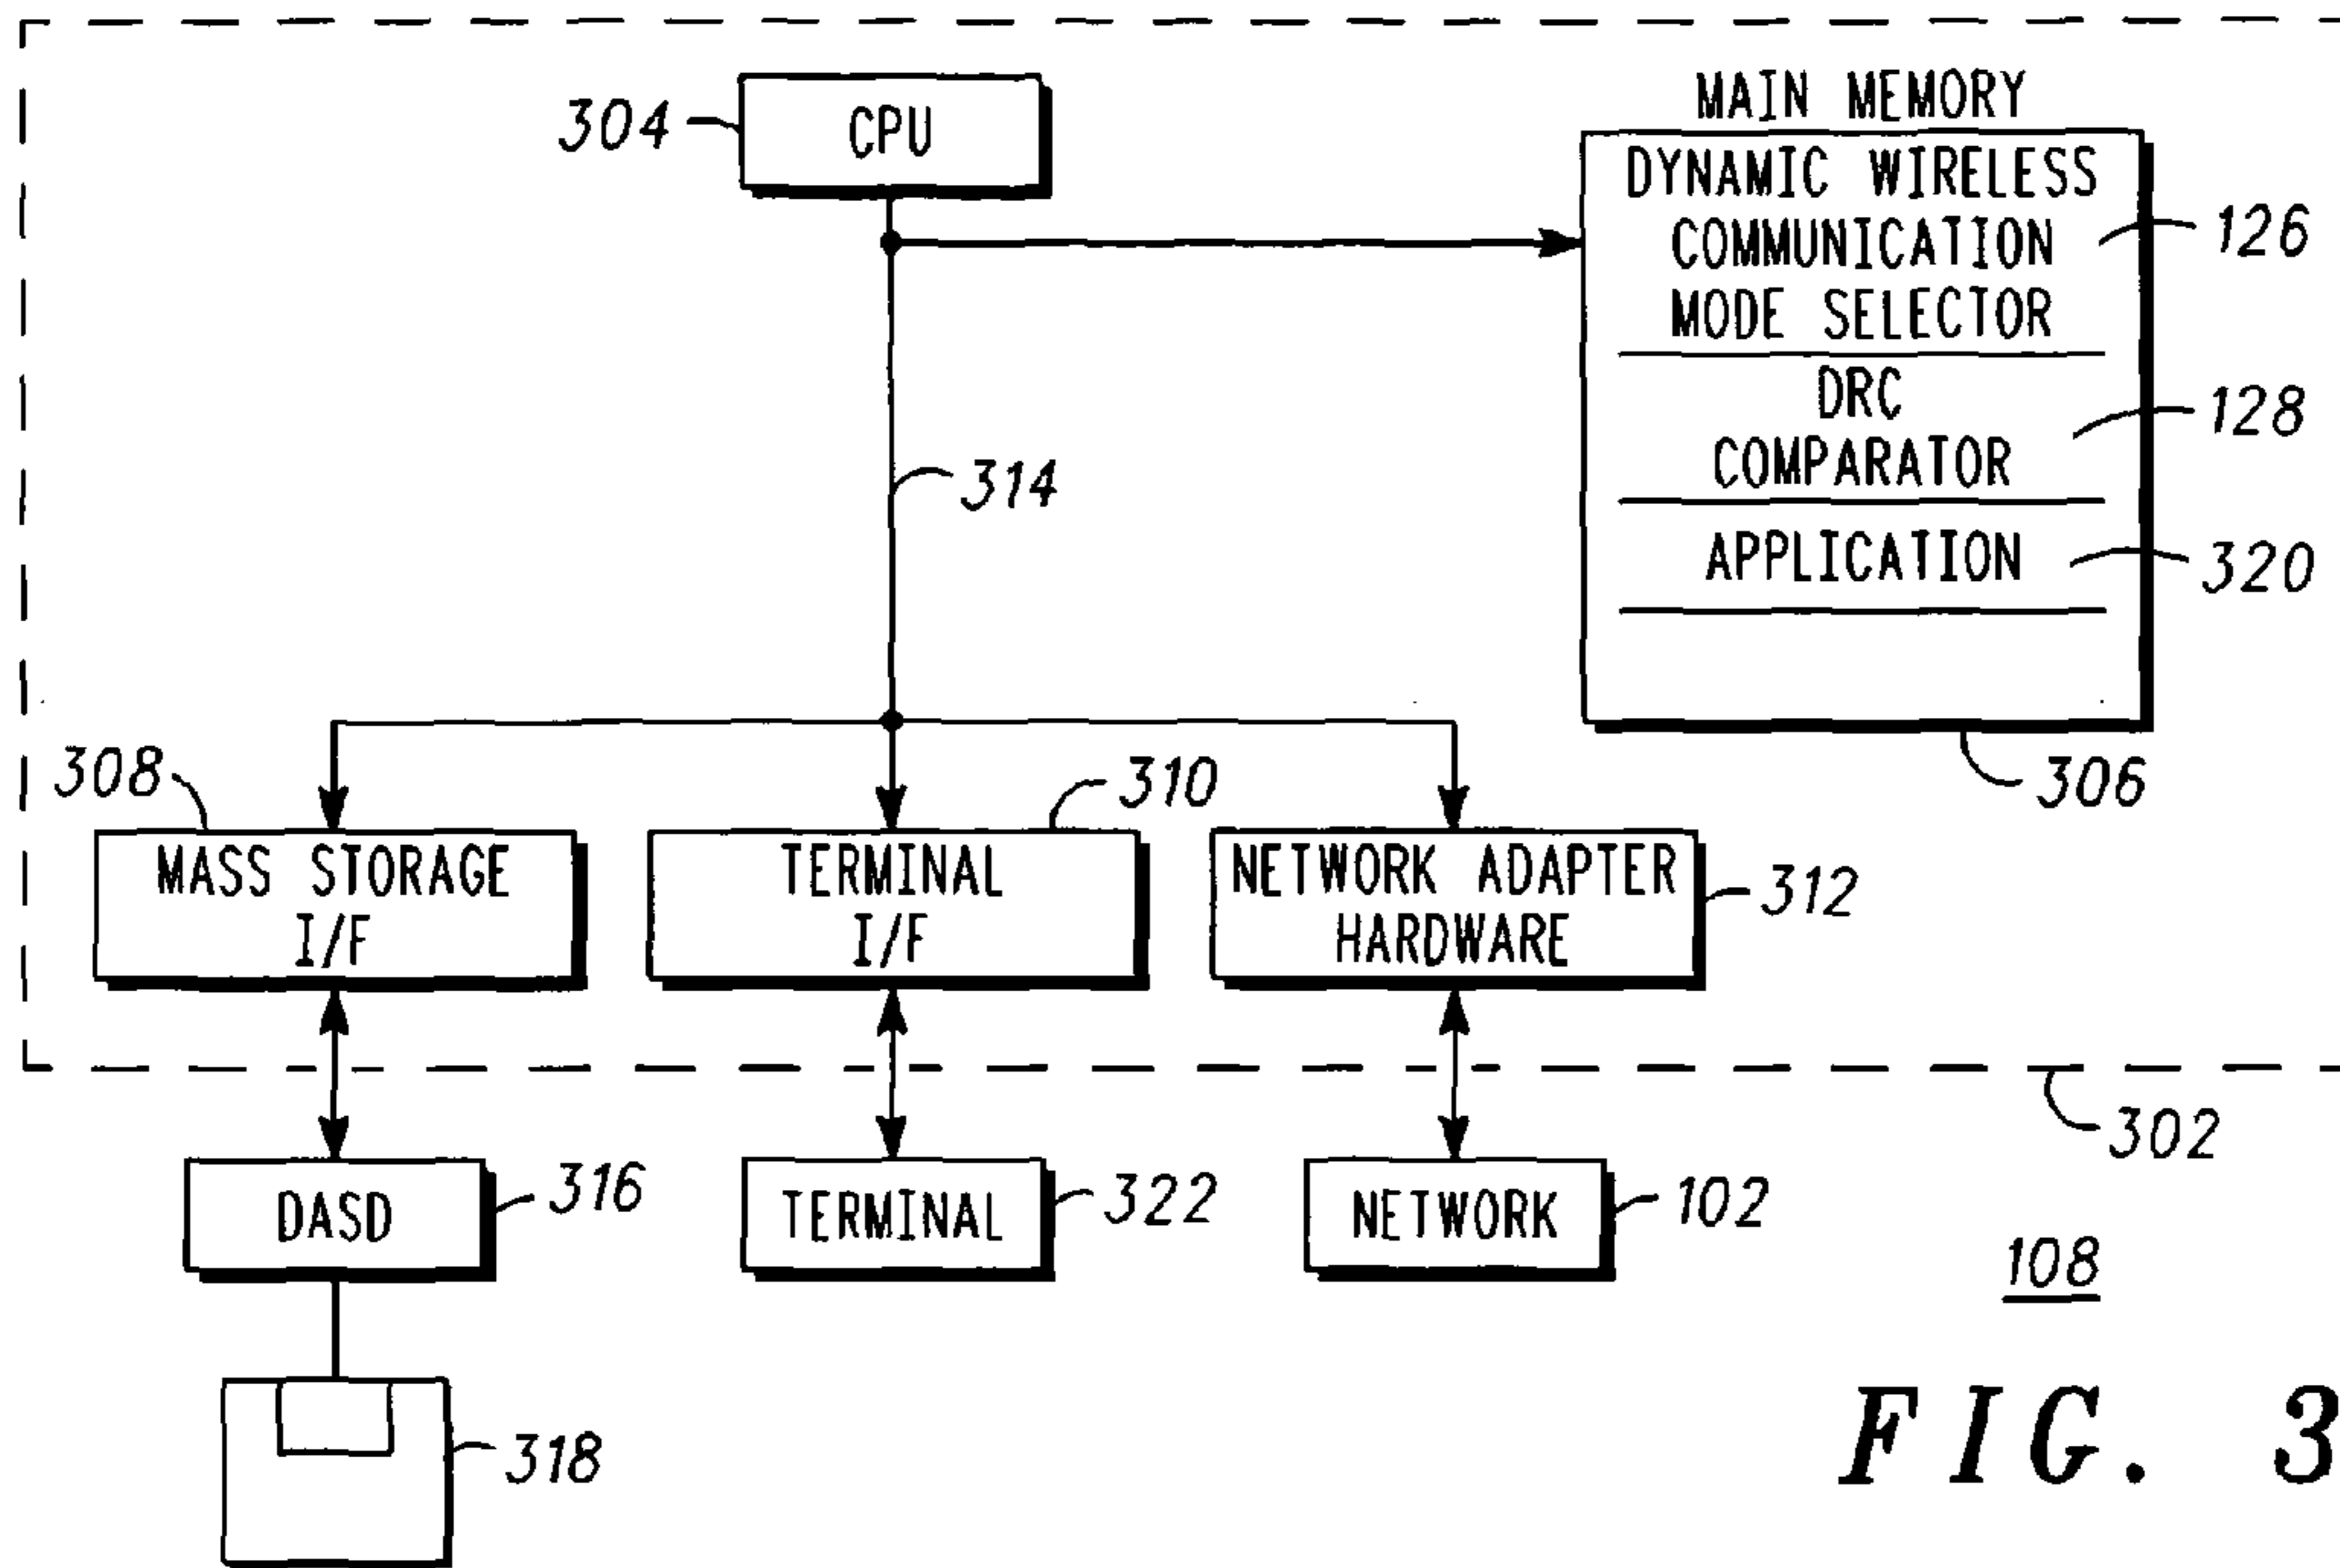 MAIN MEMORY
304
CPU
DYNAMIC WIRELESS
COMMUNICATION
MODE SELECTOR
126
DRC
COMPARATOR
128
314
APPLICATION
320
306
308
310
MASS STORAGE
I/F
TERMINAL
I/F
NETWORK ADAPTER
HARDWARE
312
302
DASD
316
TERMINAL
322
NETWORK
102
108
318
FIG. 3